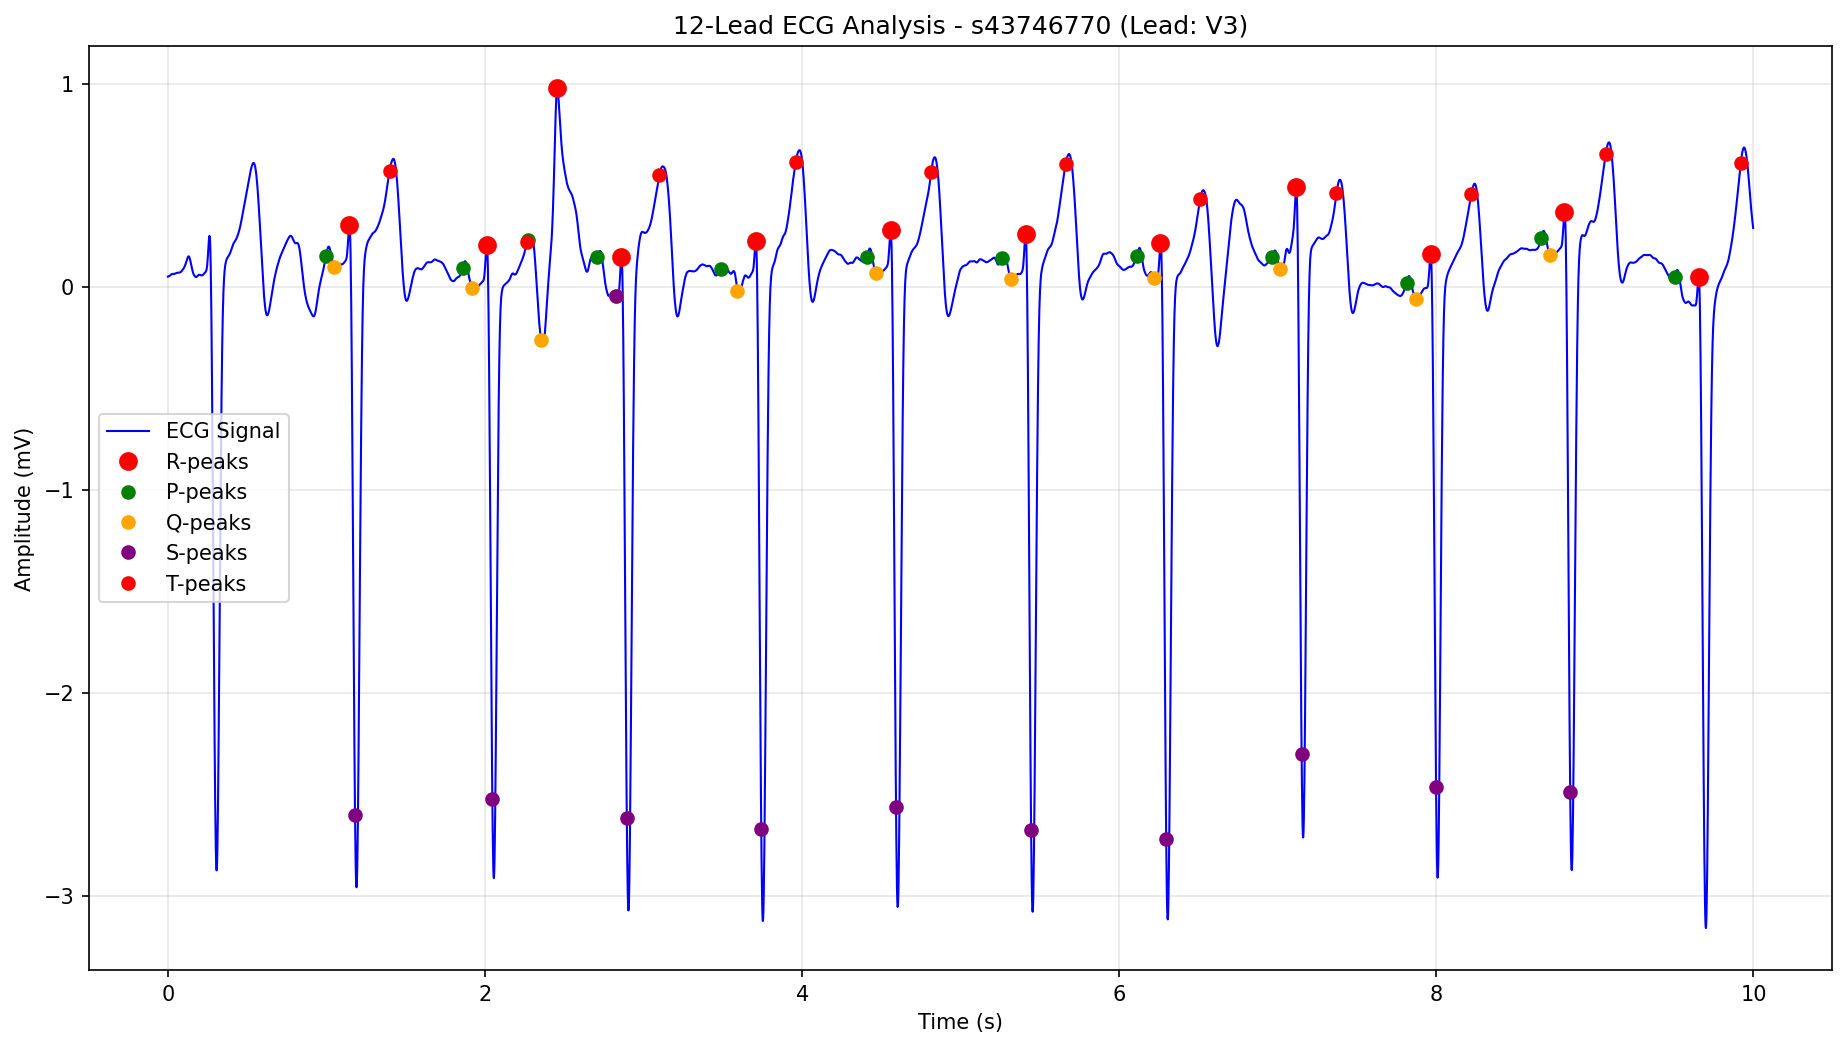 12-Lead ECG Analysis - s43746770 (Lead: V3)
Amplitude (mV)
1
0
−1
−2
−3
ECG Signal
R-peaks
P-peaks
Q-peaks
S-peaks
T-peaks
0 2 4 6 8 10
Time (s)